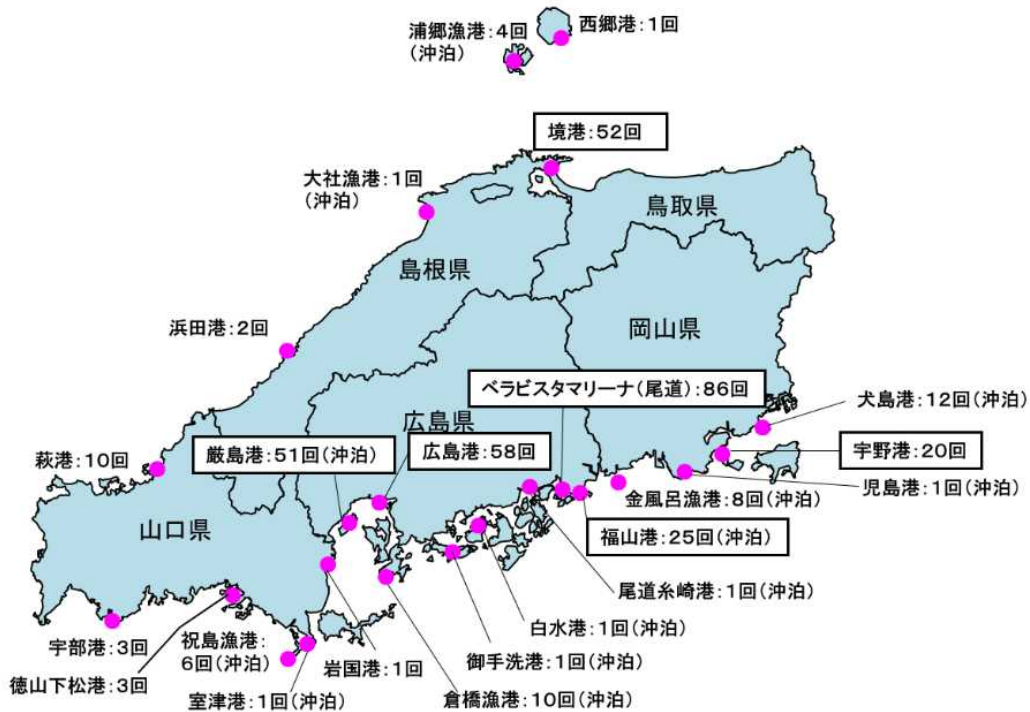 浦郷漁港:4回
(沖泊)
西郷港:1回
境港:52回
大社漁港:1回
(沖泊)
鳥取県
島根県
浜田港:2回
岡山県
ベラビスタマリーナ(尾道):86回
犬島港:12回(沖泊)
広島県
厳島港:51回(沖泊)
広島港:58回
宇野港:20回
萩港:10回
児島港:1回(沖泊)
金風呂漁港:8回(沖泊)
山口県
福山港:25回(沖泊)
尾道糸崎港:1回(沖泊)
白水港:1回(沖泊)
宇部港:3回
祝島漁港:
6回(沖泊)
岩国港:1回
御手洗港:1回(沖泊)
徳山下松港:3回
室津港:1回(沖泊)
倉橋漁港:10回(沖泊)